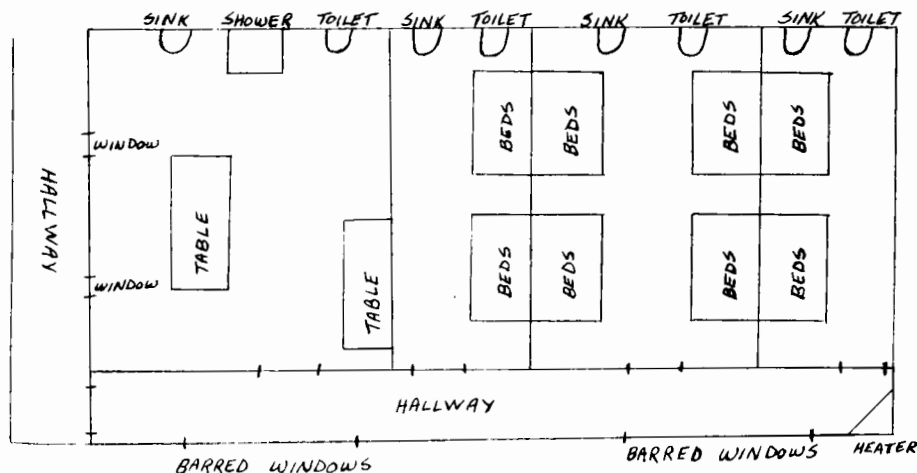 SINK SHOWER TOILET SINK TOILET SINK TOILET SINK TOILET
HALLWAY
WINDOW
WINDOW
TABLE
TABLE
BEDS BEDS BEDS BEDS
BEDS BEDS BEDS BEDS
HALLWAY
BARRED WINDOWS
BARRED WINDOWS
HEATER